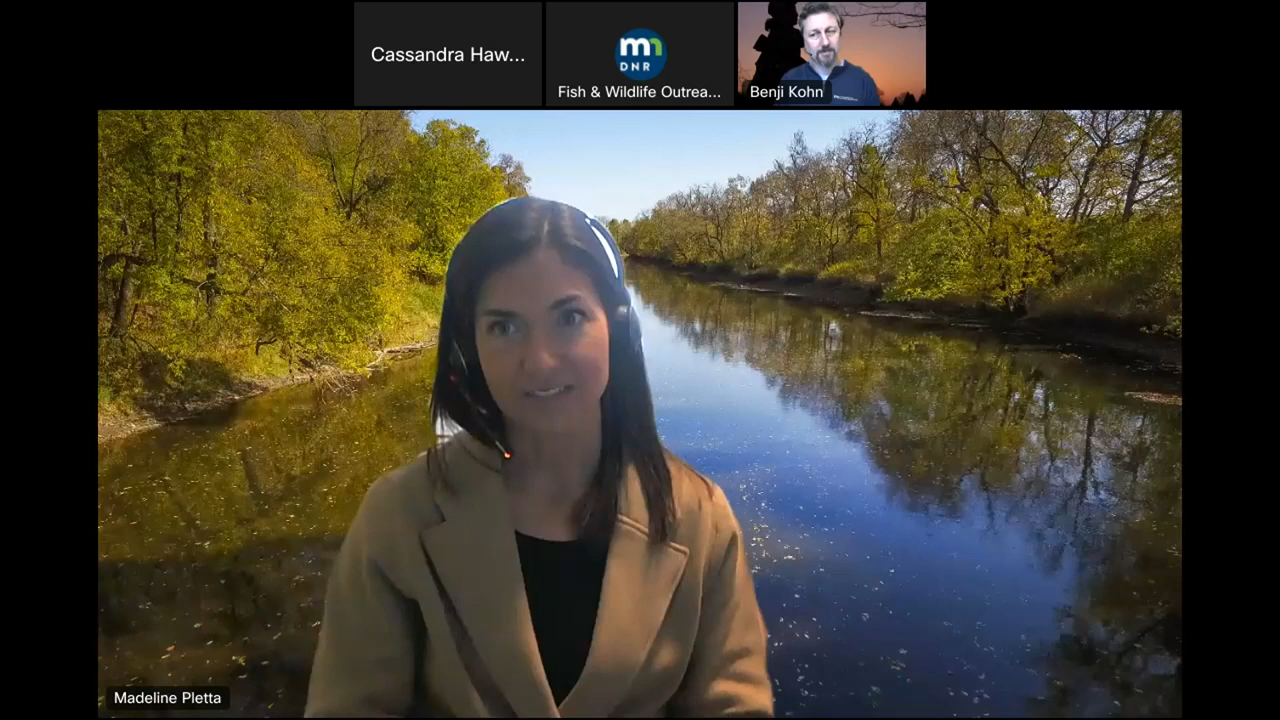 Cassandra Haw...
mn
DNR
Fish & Wildlife Outrea...
Benji Kohn
Madeline Pletta